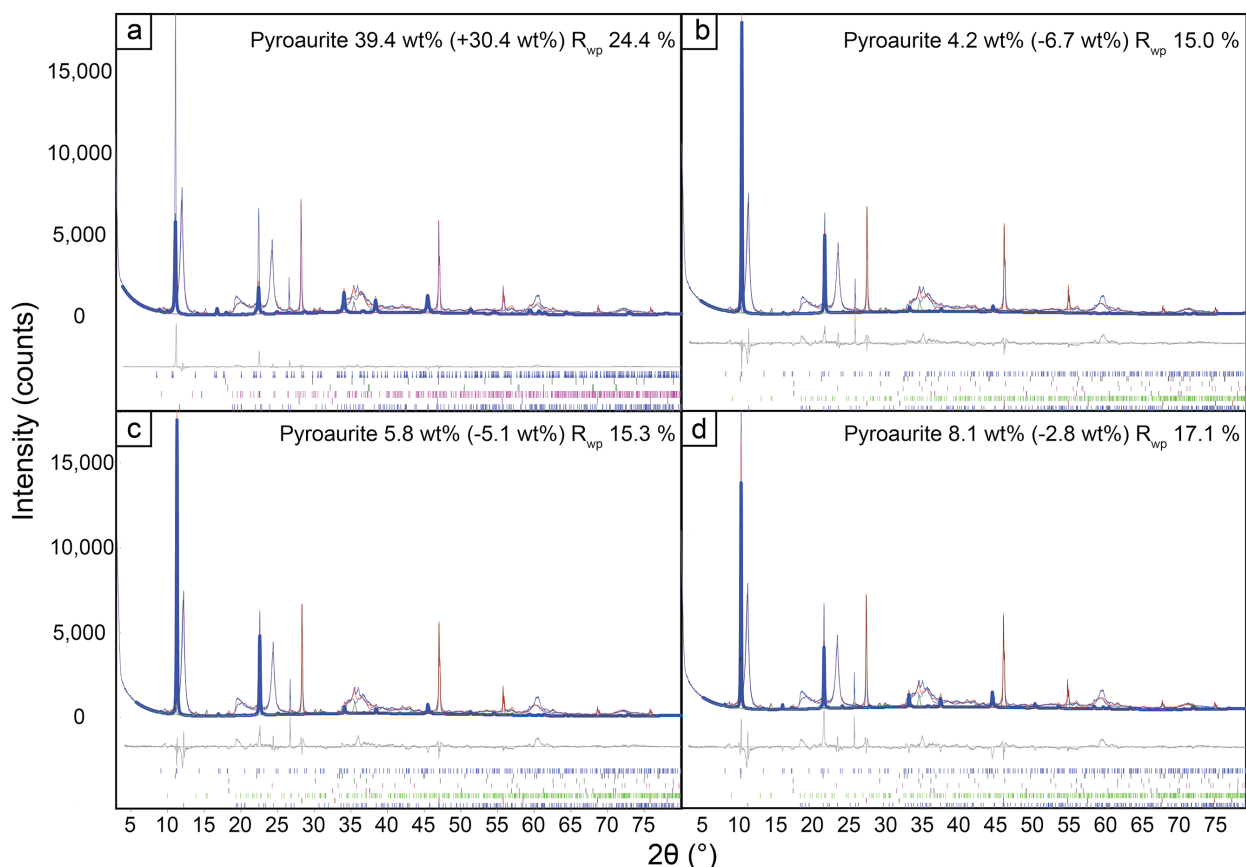 a
Pyroaurite 39.4 wt% (+30.4 wt%) Rwp 24.4 %
b
Pyroaurite 4.2 wt% (-6.7 wt%) Rwp 15.0 %
15,000
10,000
5,000
0
c
Pyroaurite 5.8 wt% (-5.1 wt%) Rwp 15.3 %
d
Pyroaurite 8.1 wt% (-2.8 wt%) Rwp 17.1 %
15,000
10,000
5,000
0
Intensity (counts)
5 10 15 20 25 30 35 40 45 50 55 60 65 70 75
5 10 15 20 25 30 35 40 45 50 55 60 65 70 75
2θ (°)